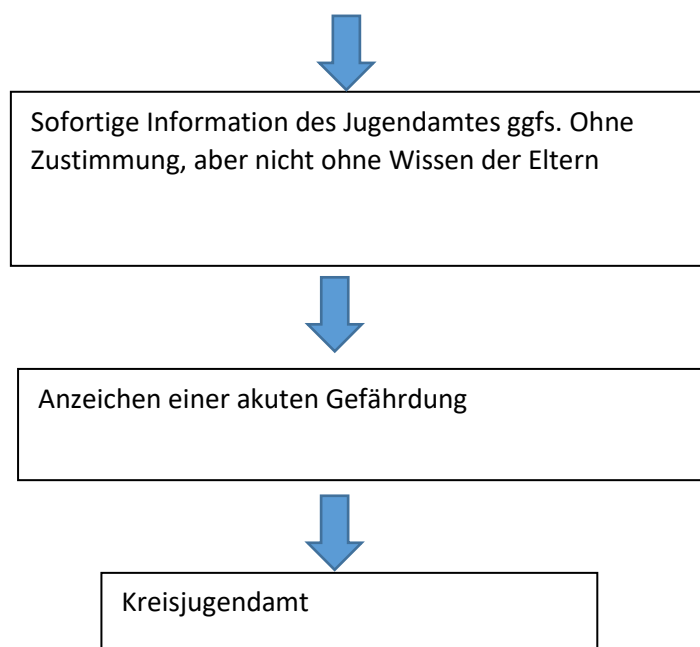 Sofortige Information des Jugendamtes ggfs. Ohne
Zustimmung, aber nicht ohne Wissen der Eltern
Anzeichen einer akuten Gefährdung
Kreisjugendamt